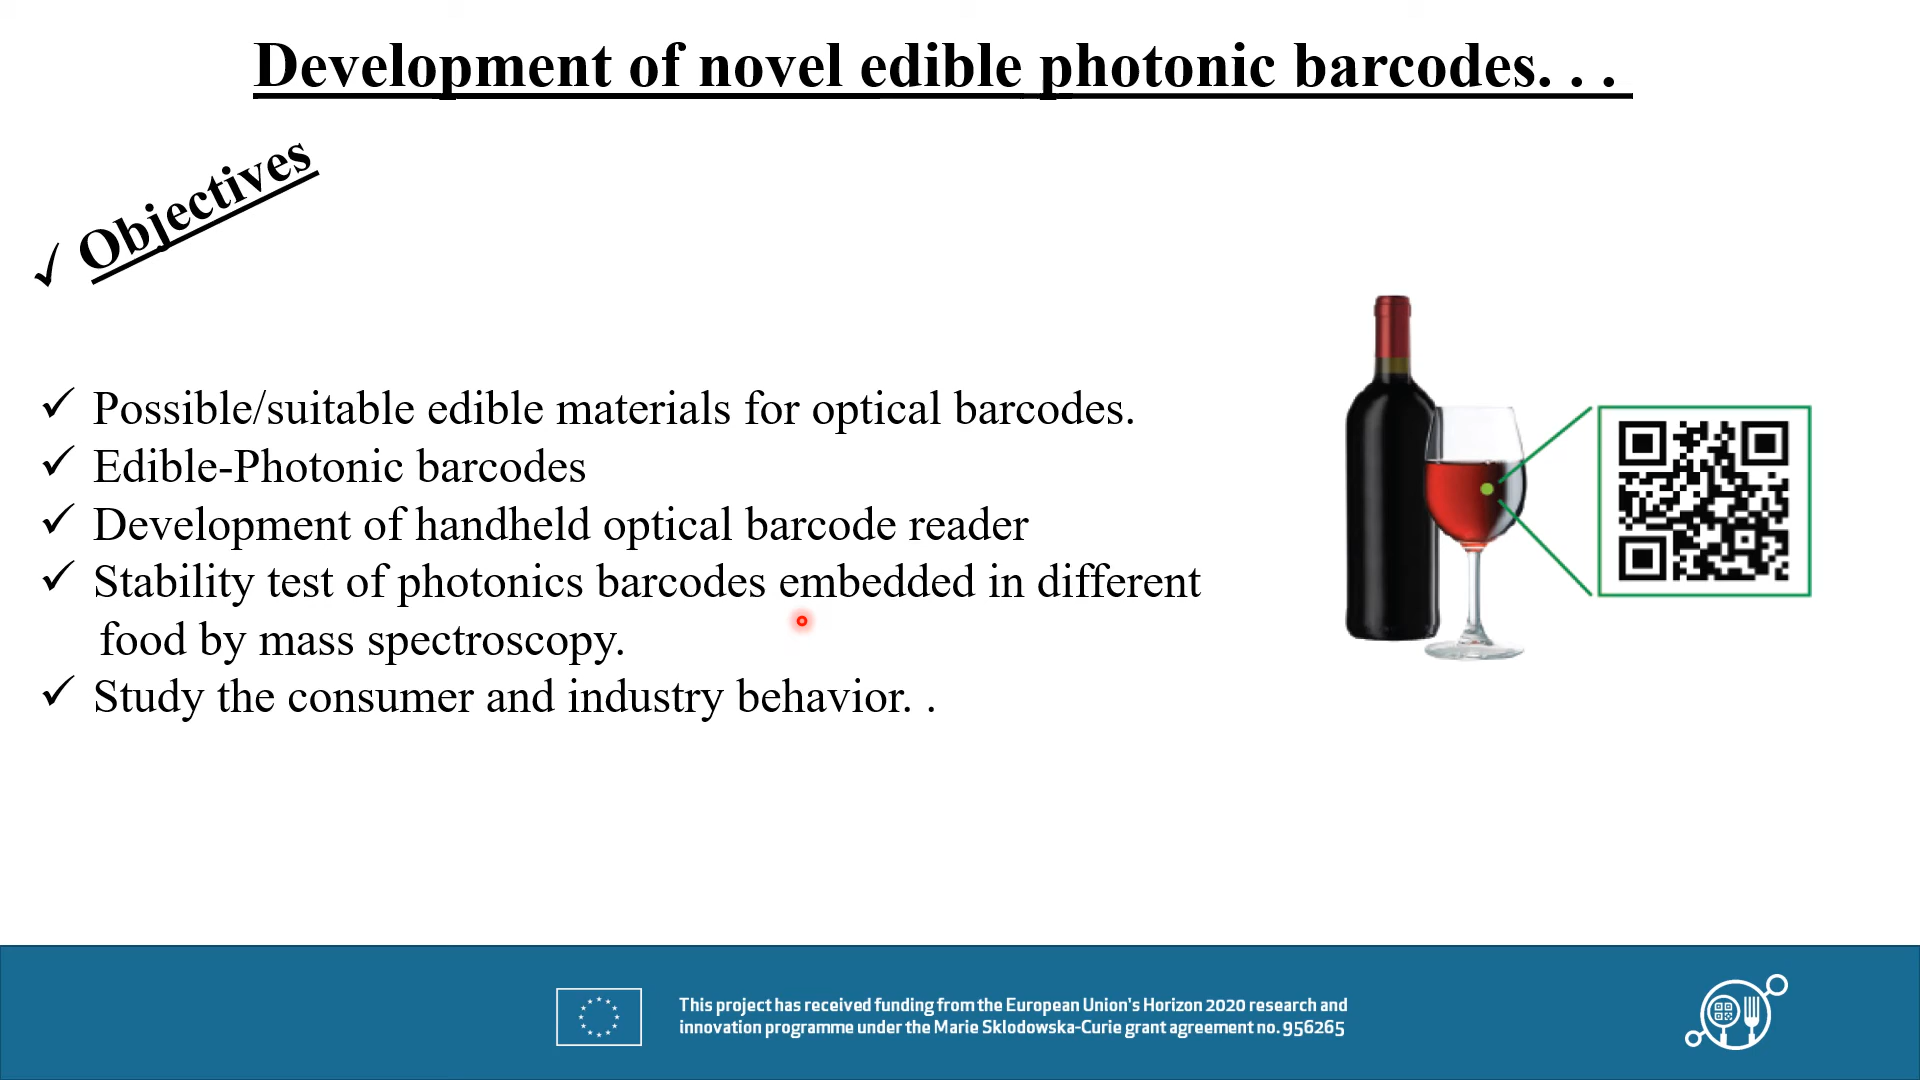 Development of novel edible photonic barcodes. . .
✓ Objectives
✓ Possible/suitable edible materials for optical barcodes.
✓ Edible-Photonic barcodes
✓ Development of handheld optical barcode reader
✓ Stability test of photonics barcodes embedded in different
food by mass spectroscopy.
✓ Study the consumer and industry behavior. .
This project has received funding from the European Union's Horizon 2020 research and
innovation programme under the Marie Sklodowska-Curie grant agreement no. 956265